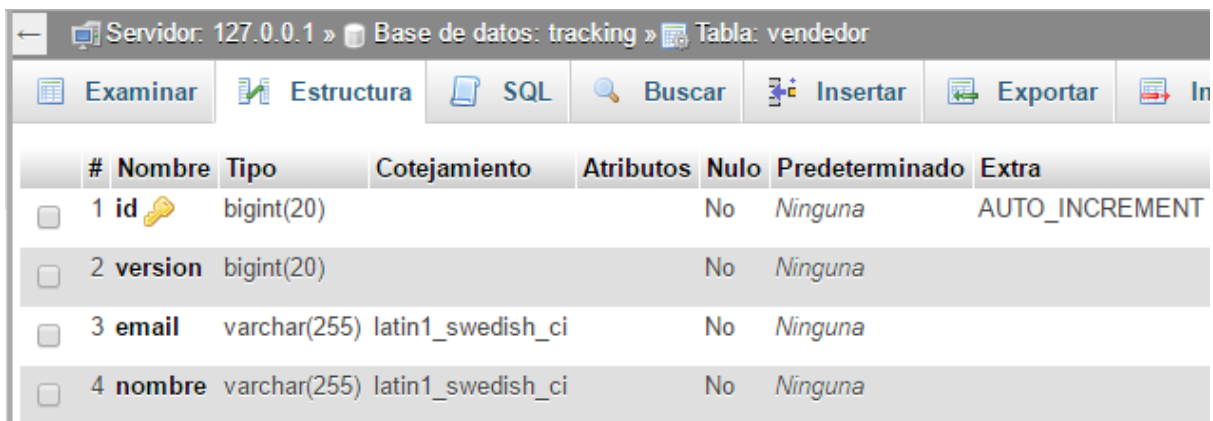 ← Servidor: 127.0.0.1 » Base de datos: tracking » Tabla: vendedor
Examinar Estructura SQL Buscar Insertar Exportar
# Nombre Tipo Cotejamiento Atributos Nulo Predeterminado Extra
1 id bigint(20) No Ninguna AUTO_INCREMENT
2 version bigint(20) No Ninguna
3 email varchar(255) latin1_swedish_ci No Ninguna
4 nombre varchar(255) latin1_swedish_ci No Ninguna